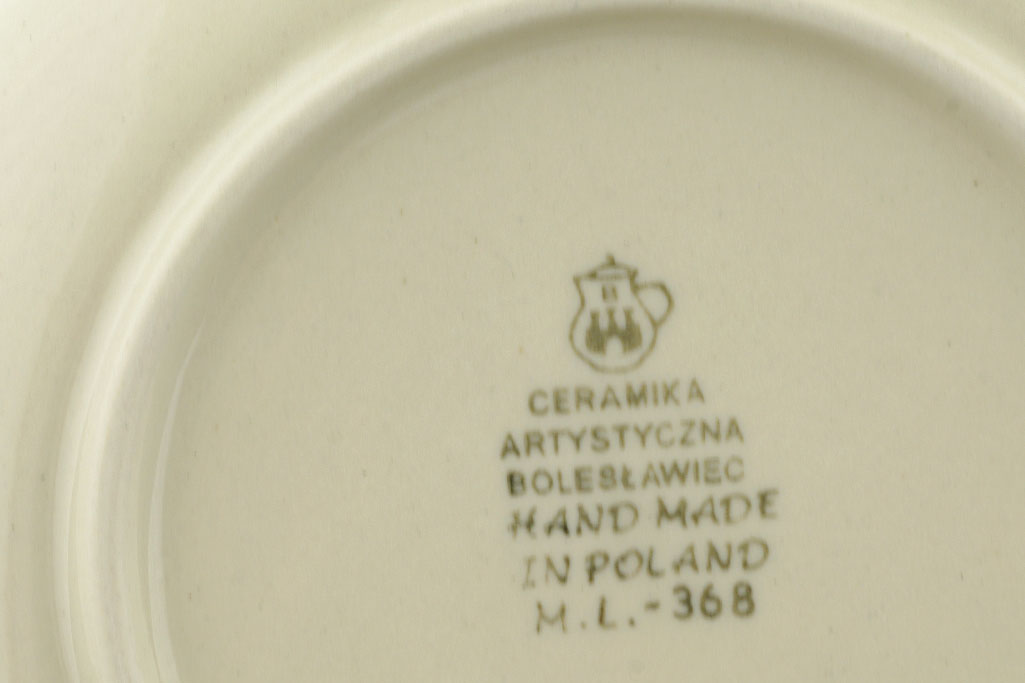 CERAMIKA
ARTYSTYCZNA
BOLESŁAWIEC
HAND MADE
IN POLAND
M.L.-368